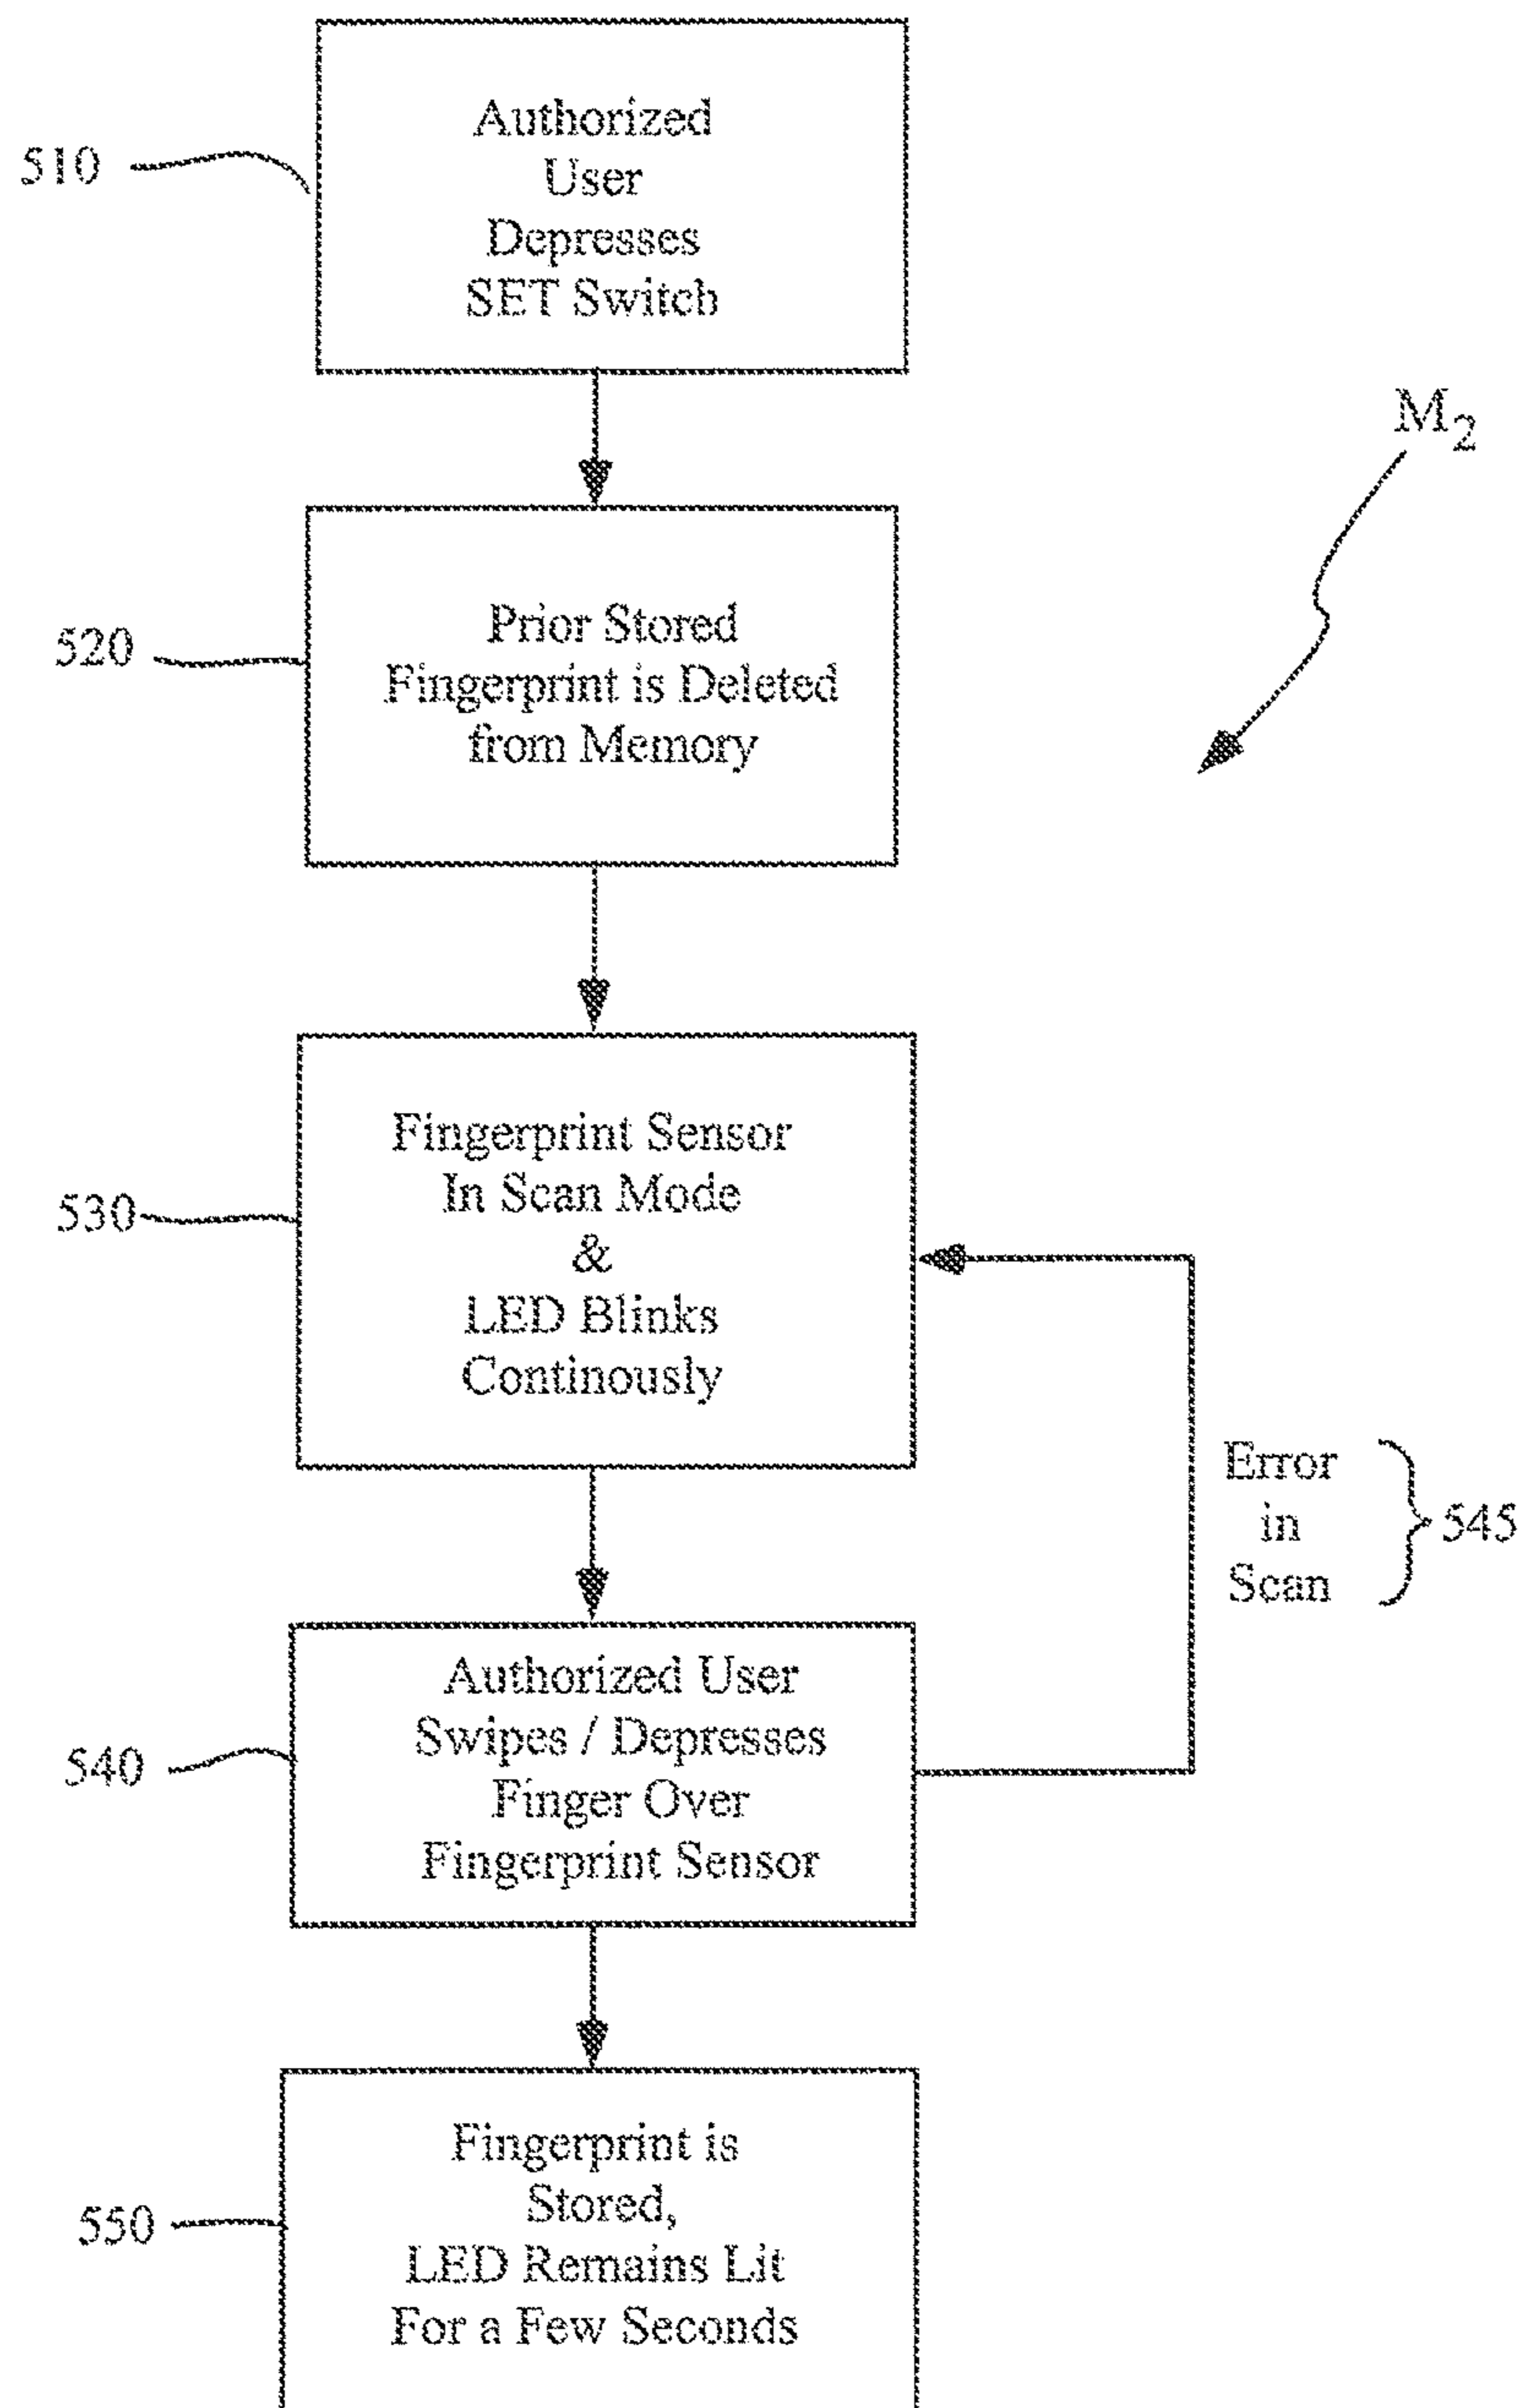 510
Authorized
User
Depresses
SET Switch
M2
520
Prior Stored
Fingerprint is Deleted
from Memory
530
Fingerprint Sensor
In Scan Mode
&
LED Blinks
Continously
Error
in
Scan
545
540
Authorized User
Swipes / Depresses
Finger Over
Fingerprint Sensor
550
Fingerprint is
Stored,
LED Remains Lit
For a Few Seconds